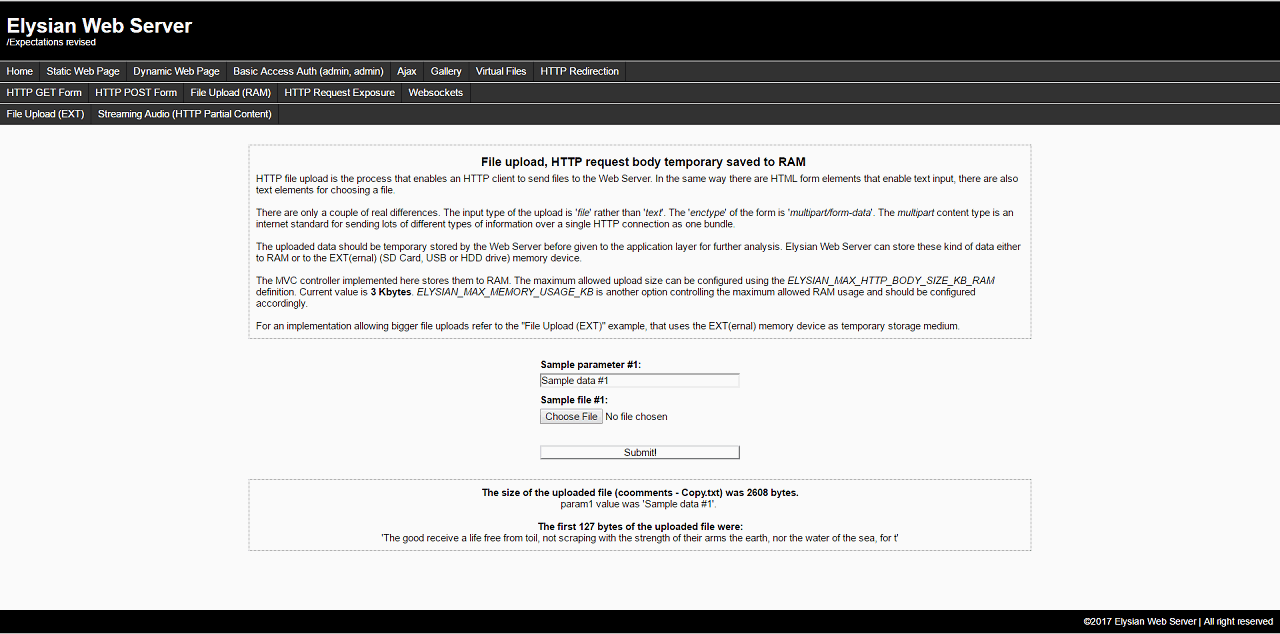 Elysian Web Server
/Expectations revised
Home Static Web Page Dynamic Web Page Basic Access Auth (admin, admin) Ajax Gallery Virtual Files HTTP Redirection
HTTP GET Form HTTP POST Form File Upload (RAM) HTTP Request Exposure Websockets
File Upload (EXT) Streaming Audio (HTTP Partial Content)
File upload, HTTP request body temporary saved to RAM
HTTP file upload is the process that enables an HTTP client to send files to the Web Server. In the same way there are HTML form elements that enable text input, there are also
text elements for choosing a file.
There are only a couple of real differences. The input type of the upload is 'file' rather than 'text'. The 'enctype' of the form is 'multipart/form-data'. The multipart content type is an
internet standard for sending lots of different types of information over a single HTTP connection as one bundle.
The uploaded data should be temporary stored by the Web Server before given to the application layer for further analysis. Elysian Web Server can store these kind of data either
to RAM or to the EXT(ernal) (SD Card, USB or HDD drive) memory device.
The MVC controller implemented here stores them to RAM. The maximum allowed upload size can be configured using the ELYSIAN_MAX_HTTP_BODY_SIZE_KB_RAM
definition. Current value is 3 Kbytes. ELYSIAN_MAX_MEMORY_USAGE_KB is another option controlling the maximum allowed RAM usage and should be configured
accordingly.
For an implementation allowing bigger file uploads refer to the "File Upload (EXT)" example, that uses the EXT(ernal) memory device as temporary storage medium.
Sample parameter #1:
Sample data #1
Sample file #1:
Choose File No file chosen
Submit!
The size of the uploaded file (coomments - Copy.txt) was 2608 bytes.
param1 value was 'Sample data #1'.
The first 127 bytes of the uploaded file were:
'The good receive a life free from toil, not scraping with the strength of their arms the earth, nor the water of the sea, for t'
©2017 Elysian Web Server | All right reserved